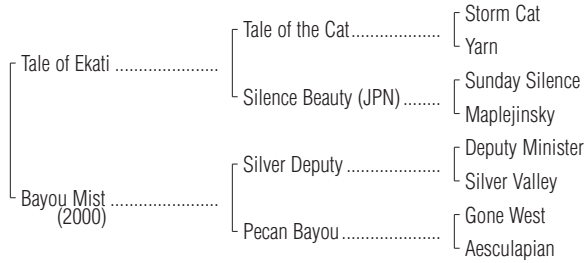 Storm Cat
Tale of the Cat....................
Yarn
Tale of Ekati ......................
Sunday Silence
Silence Beauty (JPN) ........
Maplejinsky
Deputy Minister
Silver Deputy .....................
Silver Valley
Bayou Mist .......................
(2000)
Gone West
Pecan Bayou......................
Aesculapian